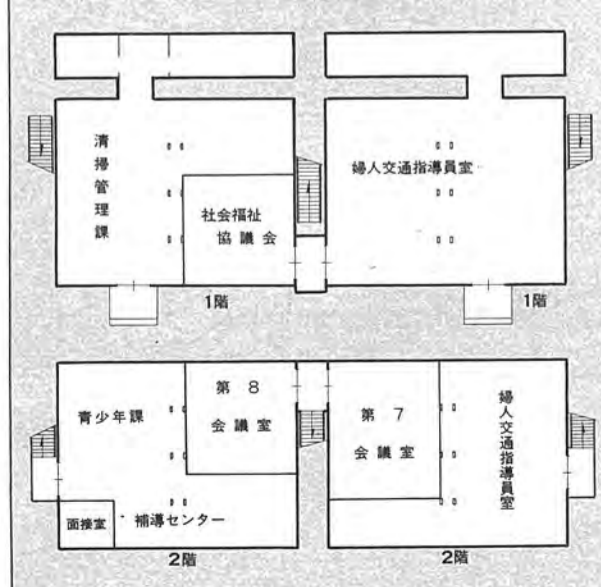 清掃管理課
社会福祉
協議会
婦人交通指導員室
1階
1階
青少年課
第8
会議室
第7
会議室
婦人交通指導員室
面接室
補導センター
2階
2階